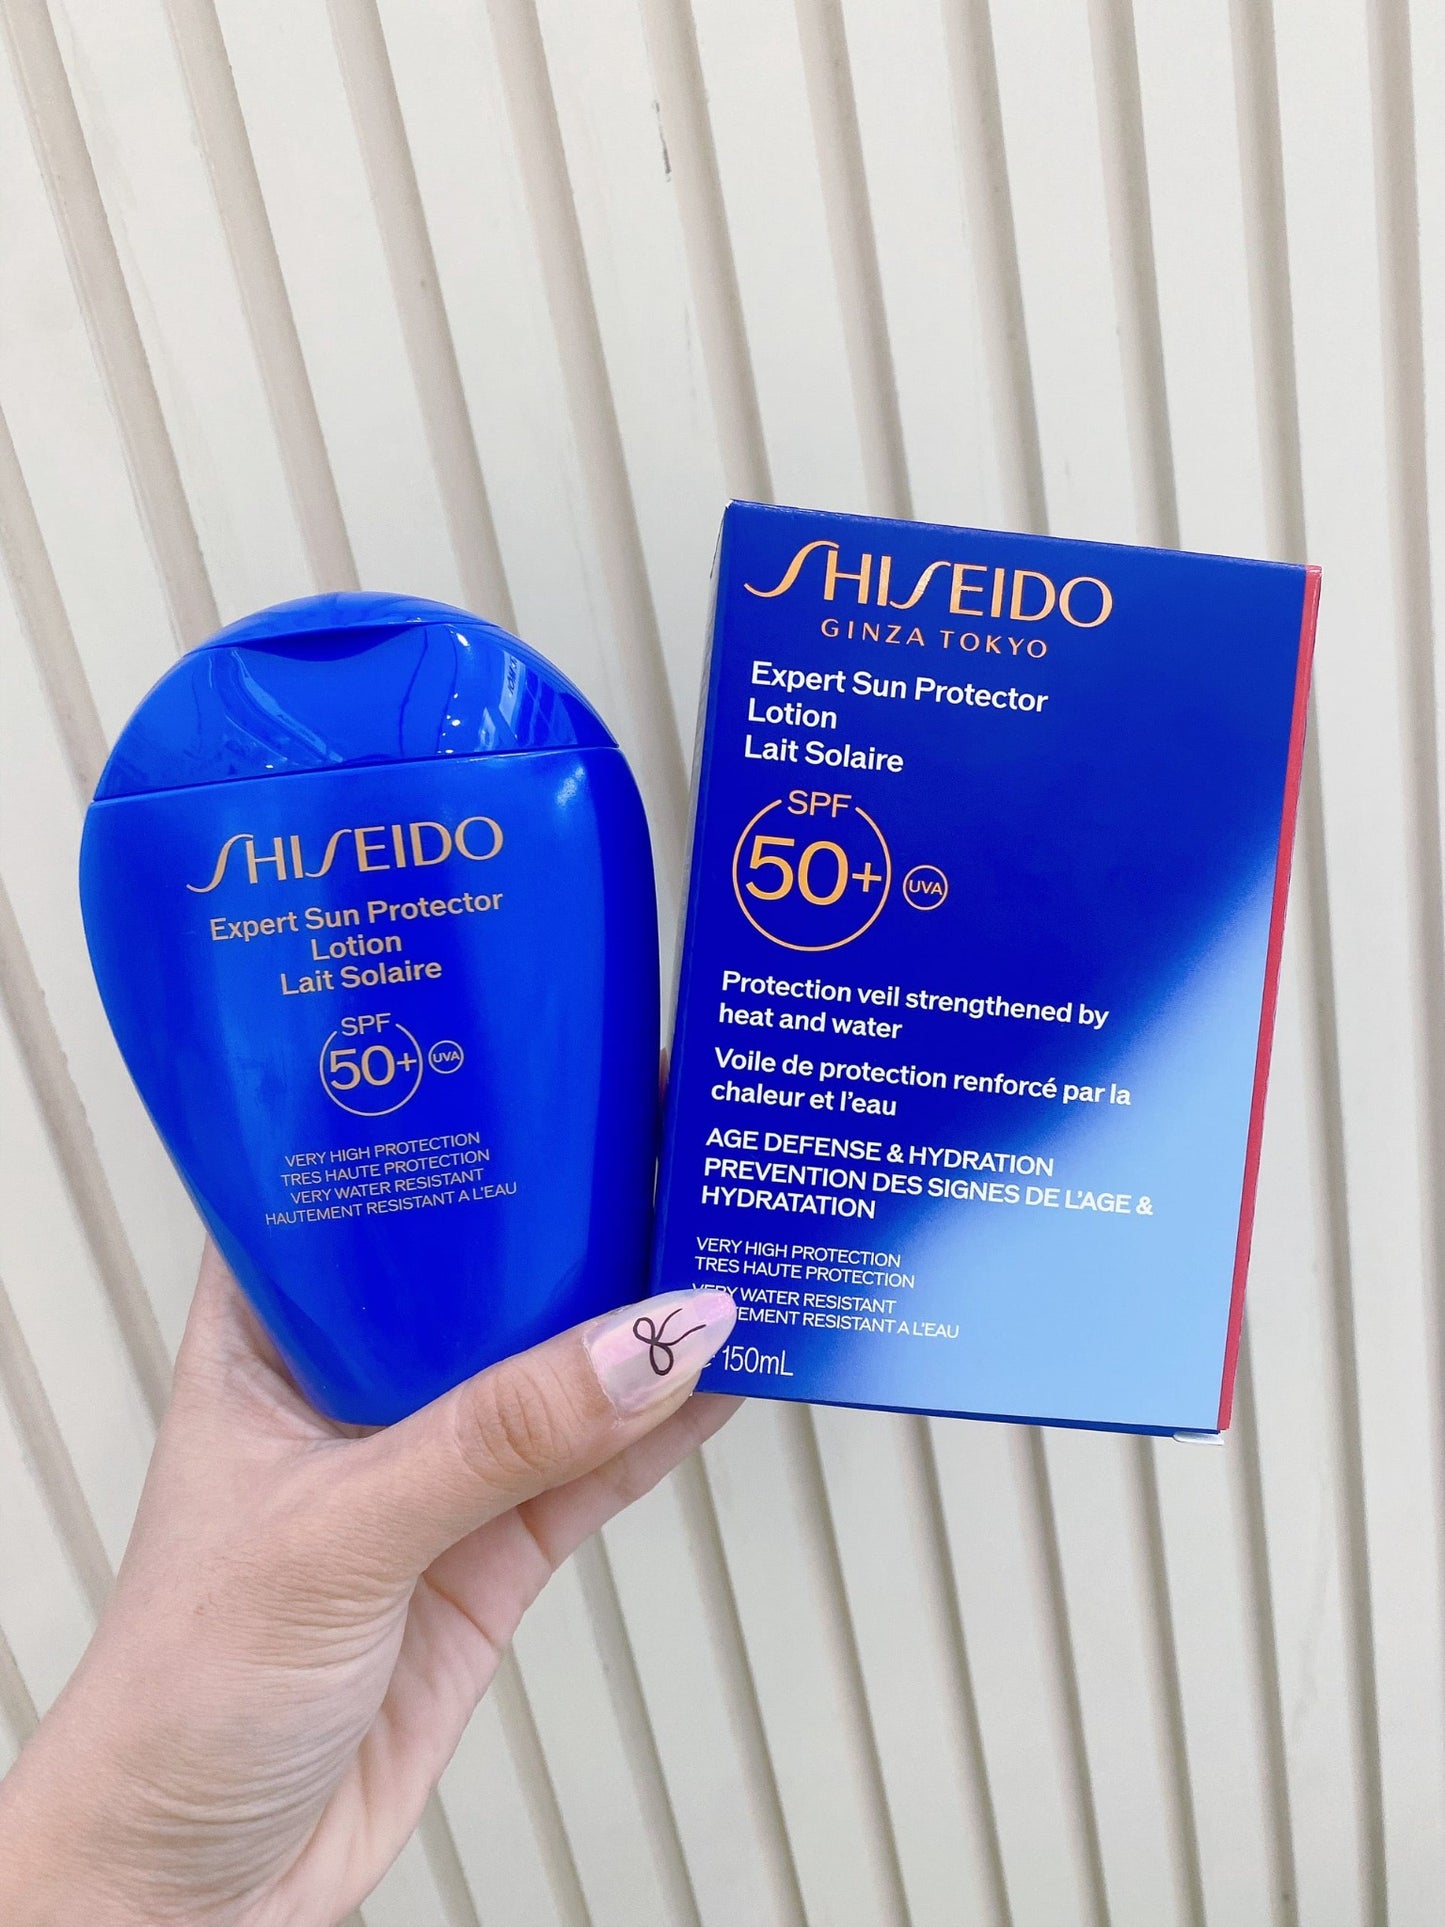 SHISEIDO
Expert Sun Protector
Lotion
Lait Solaire
SPF
50+ UVA
VERY HIGH PROTECTION
TRES HAUTE PROTECTION
VERY WATER RESISTANT
HAUTEMENT RESISTANT A L'EAU
SHISEIDO
GINZA TOKYO
Expert Sun Protector
Lotion
Lait Solaire
SPF
50+ UVA
Protection veil strengthened by
heat and water
Voile de protection renforcé par la
chaleur et l'eau
AGE DEFENSE & HYDRATION
PREVENTION DES SIGNES DE L'AGE &
HYDRATATION
VERY HIGH PROTECTION
TRES HAUTE PROTECTION
VERY WATER RESISTANT
TEMENT RESISTANT A L'EAU
150mL